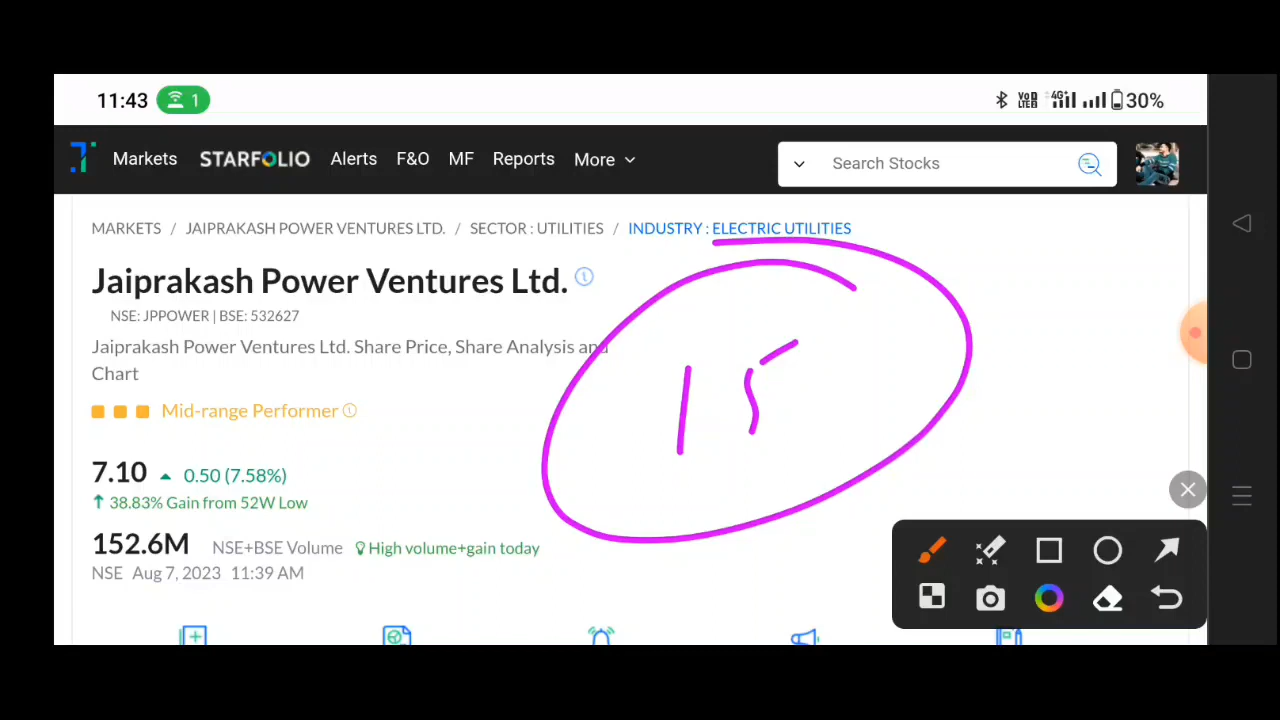 11:43 1 VoLTE 4G+ 30%
Markets STARFOLIO Alerts F&O MF Reports More Search Stocks
MARKETS / JAIPRAKASH POWER VENTURES LTD. / SECTOR : UTILITIES / INDUSTRY : ELECTRIC UTILITIES
Jaiprakash Power Ventures Ltd.
NSE: JPPOWER | BSE: 532627
Jaiprakash Power Ventures Ltd. Share Price, Share Analysis and
Chart
15
Mid-range Performer
7.10 0.50 (7.58%)
38.83% Gain from 52W Low
152.6M NSE+BSE Volume High volume+gain today
NSE Aug 7, 2023 11:39 AM